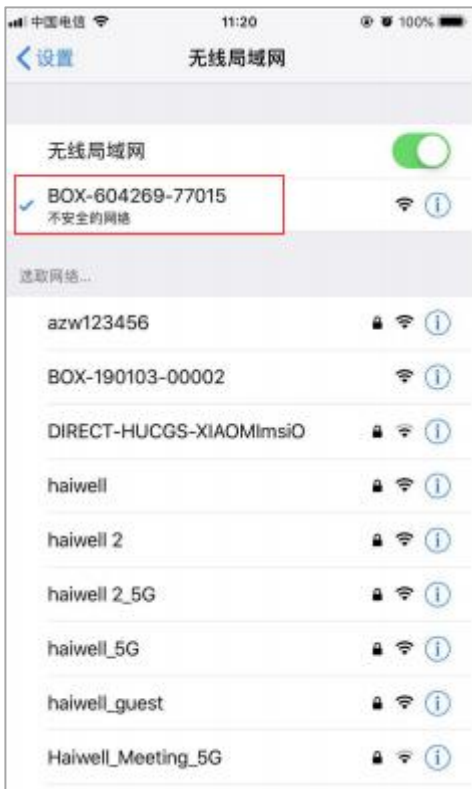 中国电信 11:20 100%
设置 无线局域网
无线局域网
BOX-604269-77015
不安全的网络
选取网络...
azw123456
BOX-190103-00002
DIRECT-HUCGS-XIAOMImsiO
haiwell
haiwell 2
haiwell 2_5G
haiwell_5G
haiwell_guest
Haiwell_Meeting_5G